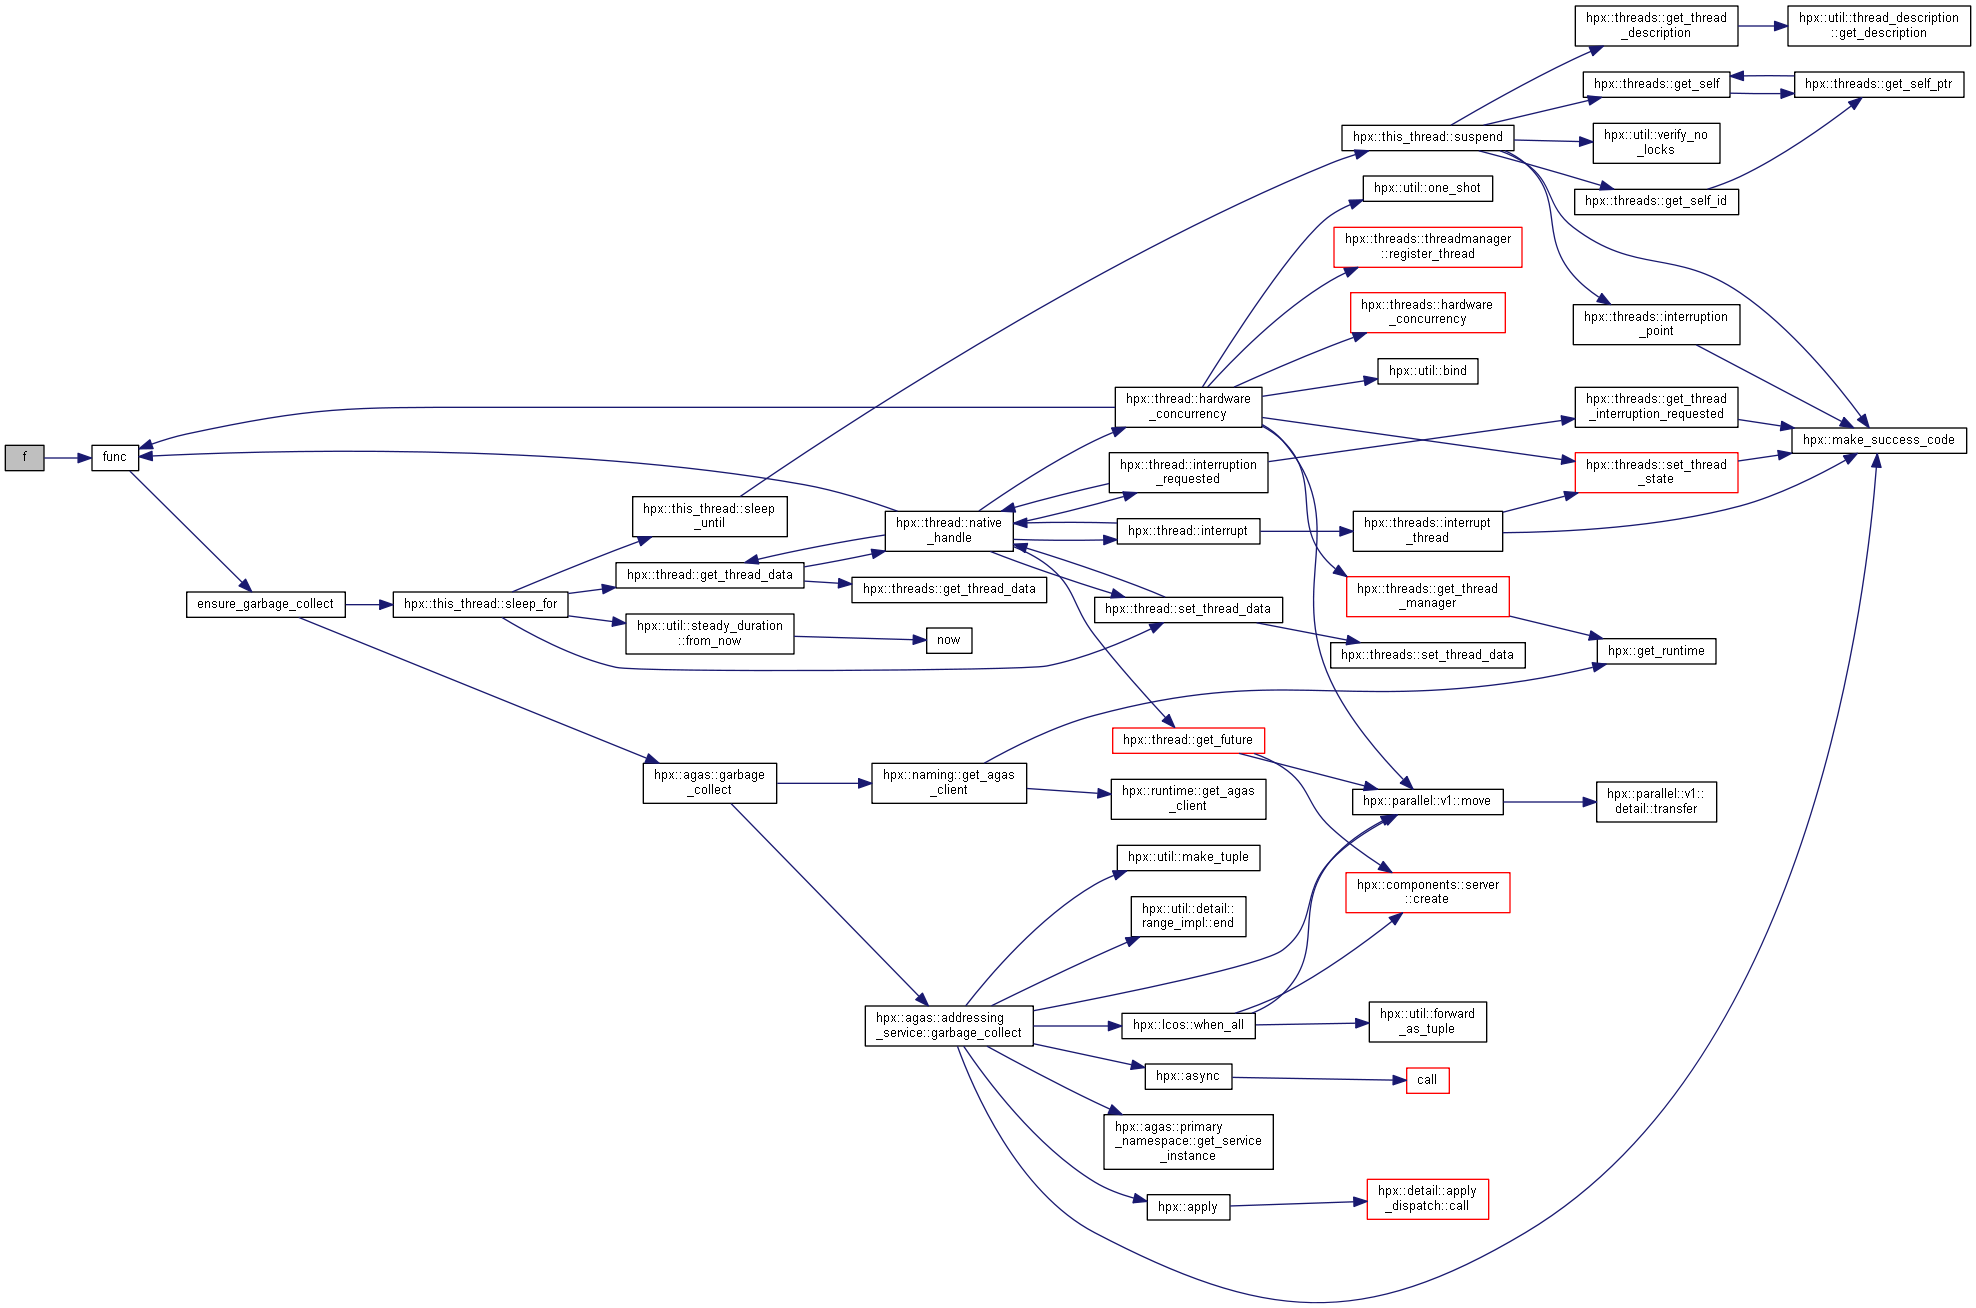 f
func
ensure_garbage_collect
hpx::this_thread::sleep_for
hpx::this_thread::sleep
_until
hpx::thread::get_thread_data
hpx::util::steady_duration
::from_now
hpx::agas::garbage
_collect
hpx::thread::native
_handle
hpx::threads::get_thread_data
now
hpx::naming::get_agas
_client
hpx::agas::addressing
_service::garbage_collect
hpx::thread::hardware
_concurrency
hpx::thread::interruption
_requested
hpx::thread::interrupt
hpx::thread::set_thread_data
hpx::thread::get_future
hpx::runtime::get_agas
_client
hpx::util::make_tuple
hpx::util::detail::
range_impl::end
hpx::lcos::when_all
hpx::async
hpx::agas::primary
_namespace::get_service
_instance
hpx::apply
hpx::this_thread::suspend
hpx::util::one_shot
hpx::threads::threadmanager
::register_thread
hpx::threads::hardware
_concurrency
hpx::util::bind
hpx::threads::interrupt
_thread
hpx::threads::get_thread
_manager
hpx::threads::set_thread_data
hpx::parallel::v1::move
hpx::components::server
::create
hpx::util::forward
_as_tuple
call
hpx::detail::apply
_dispatch::call
hpx::threads::get_thread
_description
hpx::threads::get_self
hpx::util::verify_no
_locks
hpx::threads::get_self_id
hpx::threads::interruption
_point
hpx::threads::get_thread
_interruption_requested
hpx::threads::set_thread
_state
hpx::get_runtime
hpx::parallel::v1::
detail::transfer
hpx::util::thread_description
::get_description
hpx::threads::get_self_ptr
hpx::make_success_code